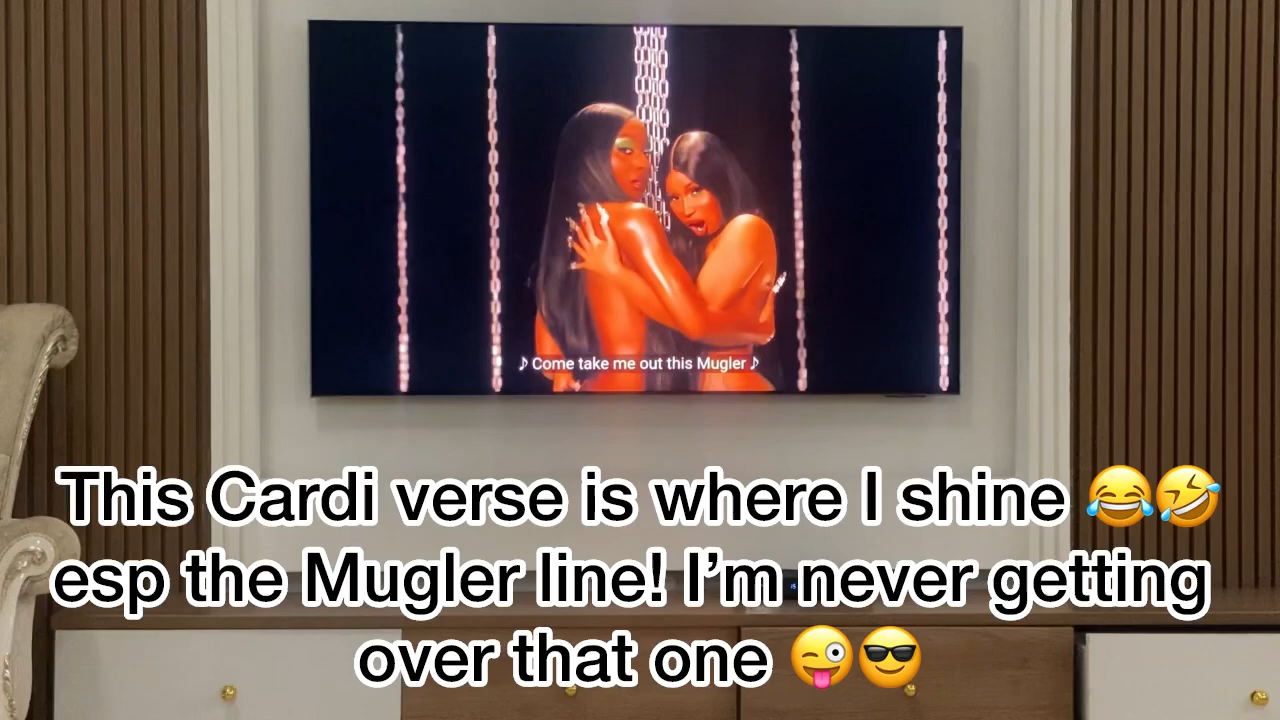 ♪ Come take me out this Mugler ♪
This Cardi verse is where I shine 😂🤣
esp the Mugler line! I’m never getting
over that one 😜😎